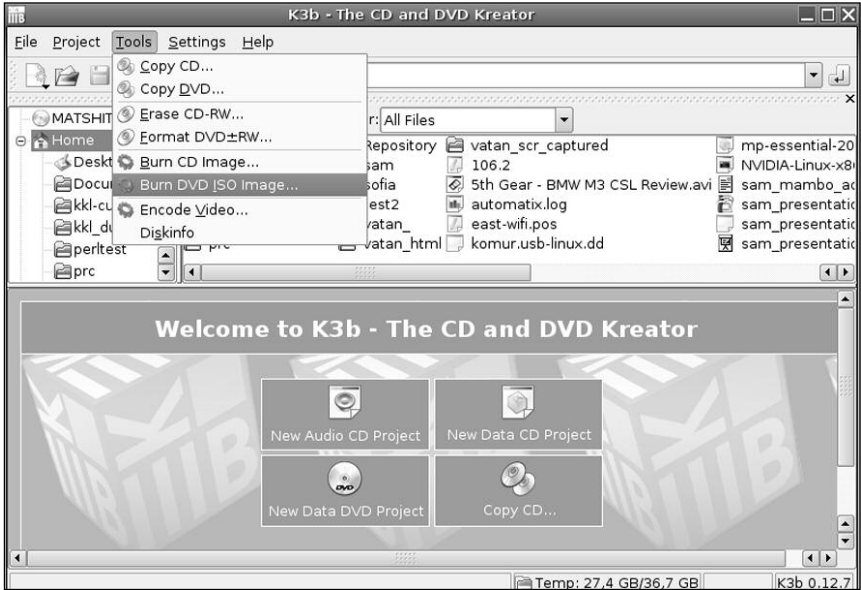 K3b - The CD and DVD Kreator
File Project Tools Settings Help
Copy CD...
Copy DVD...
Erase CD-RW...
Format DVD±RW...
Burn CD Image...
Burn DVD ISO Image...
Encode Video...
Diskinfo
r: All Files
MATSHIT
Home
Deskt
Docu
kkl-cu
kkl_du
perltest
prc
Repository
sam
sofia
test2
vatan_
prc vatan_html
vatan_scr_captured
106.2
5th Gear - BMW M3 CSL Review.avi
automatix.log
east-wifi.pos
komur.usb-linux.dd
mp-essential-20
NVIDIA-Linux-x8
sam_mambo_ac
sam_presentatic
sam_presentatic
sam_presentatic
Welcome to K3b - The CD and DVD Kreator
New Audio CD Project
New Data CD Project
New Data DVD Project
Copy CD...
Temp: 27,4 GB/36,7 GB
K3b 0.12.7